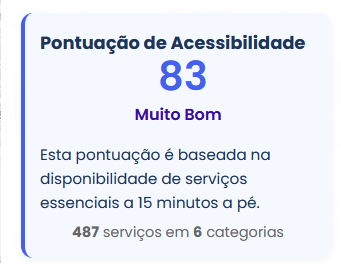 Pontuação de Acessibilidade
83
Muito Bom
Esta pontuação é baseada na
disponibilidade de serviços
essenciais a 15 minutos a pé.
487 serviços em 6 categorias